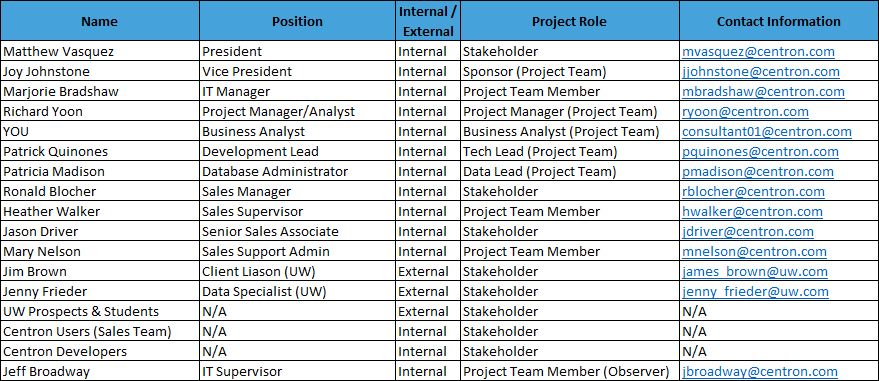 Name Position Internal / External Project Role Contact Information
Matthew Vasquez President Internal Stakeholder mvasquez@centron.com
Joy Johnstone Vice President Internal Sponsor (Project Team) jjohnstone@centron.com
Marjorie Bradshaw IT Manager Internal Project Team Member mbradshaw@centron.com
Richard Yoon Project Manager/Analyst Internal Project Manager (Project Team) ryoon@centron.com
YOU Business Analyst Internal Business Analyst (Project Team) consultant01@centron.com
Patrick Quinones Development Lead Internal Tech Lead (Project Team) pquinones@centron.com
Patricia Madison Database Administrator Internal Data Lead (Project Team) pmadison@centron.com
Ronald Blocher Sales Manager Internal Stakeholder rblocher@centron.com
Heather Walker Sales Supervisor Internal Project Team Member hwalker@centron.com
Jason Driver Senior Sales Associate Internal Stakeholder jdriver@centron.com
Mary Nelson Sales Support Admin Internal Project Team Member mnelson@centron.com
Jim Brown Client Liason (UW) External Stakeholder james_brown@uw.com
Jenny Frieder Data Specialist (UW) External Stakeholder jenny_frieder@uw.com
UW Prospects & Students N/A External Stakeholder N/A
Centron Users (Sales Team) N/A Internal Stakeholder N/A
Centron Developers N/A Internal Stakeholder N/A
Jeff Broadway IT Supervisor Internal Project Team Member (Observer) jbroadway@centron.com